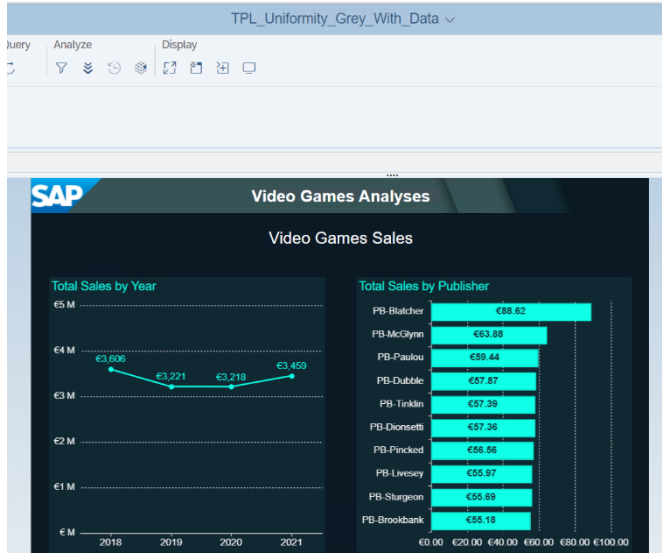 TPL_Uniformity_Grey_With_Data
Analyze Display
SAP
Video Games Analyses
Video Games Sales
Total Sales by Year
€5 M
€4 M
€3 M
€2 M
€1 M
€ M
€3,606
€3,221
€3,218
€3,459
2018 2019 2020 2021
Total Sales by Publisher
PB-Blatcher €88.62
PB-McGlynn €63.88
PB-Paulou €59.44
PB-Dubble €57.87
PB-Tinklin €57.39
PB-Dionsetti €57.36
PB-Pincked €56.56
PB-Livesey €55.97
PB-Sturgeon €55.69
PB-Brookbank €55.18
€0.00 €20.00 €40.00 €60.00 €80.00 €100.00